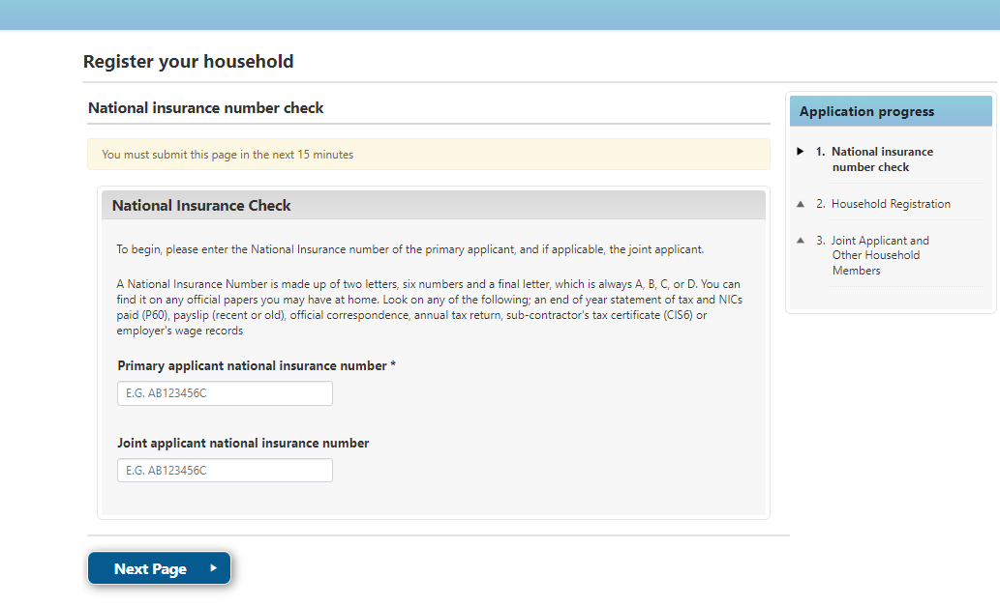 Register your household
National insurance number check
You must submit this page in the next 15 minutes
National Insurance Check
To begin, please enter the National Insurance number of the primary applicant, and if applicable, the joint applicant.
A National Insurance Number is made up of two letters, six numbers and a final letter, which is always A, B, C, or D. You can
find it on any official papers you may have at home. Look on any of the following; an end of year statement of tax and NICs
paid (P60), payslip (recent or old), official correspondence, annual tax return, sub-contractor's tax certificate (CIS6) or
employer's wage records
Primary applicant national insurance number *
E.G. AB123456C
Joint applicant national insurance number
E.G. AB123456C
Next Page
Application progress
1. National insurance
number check
2. Household Registration
3. Joint Applicant and
Other Household
Members